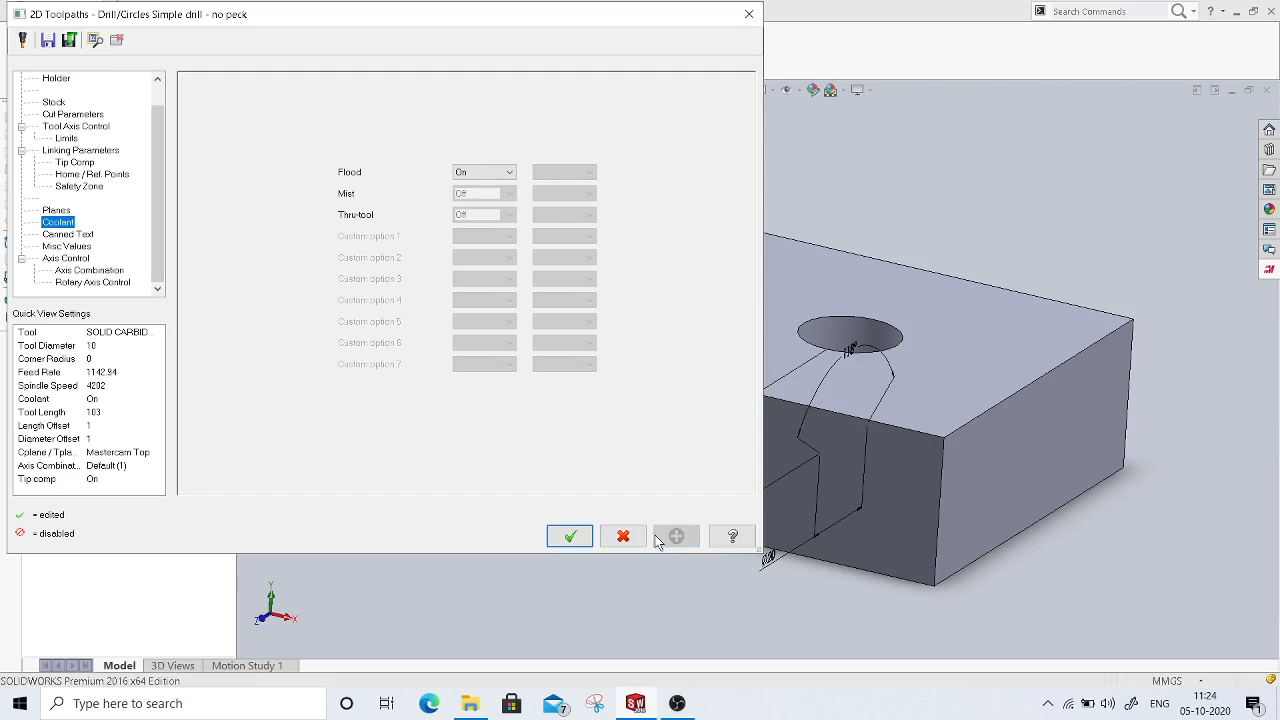 2D Toolpaths - Drill/Circles Simple drill - no peck
Search Commands
Holder
Stock
Cut Parameters
Tool Axis Control
Limits
Linking Parameters
Tip Comp
Home / Ref. Points
Safety Zone
Planes
Coolant
Canned Text
Misc Values
Axis Control
Axis Combination
Rotary Axis Control
Flood On
Mist Off
Thru-tool Off
Custom option 1
Custom option 2
Custom option 3
Custom option 4
Custom option 5
Custom option 6
Custom option 7
Quick View Settings
Tool SOLID CARBID...
Tool Diameter 10
Corner Radius 0
Feed Rate 1142.94
Spindle Speed 4202
Coolant On
Tool Length 103
Length Offset 1
Diameter Offset 1
Cplane / Tpla... Mastercam Top
Axis Combinat... Default (1)
Tip comp On
= edited
= disabled
118°
Y
X
Z
Model 3D Views Motion Study 1
SOLIDWORKS Premium 2016 x64 Edition
MMGS
Type here to search
7
ENG
11:24
05-10-2020
1